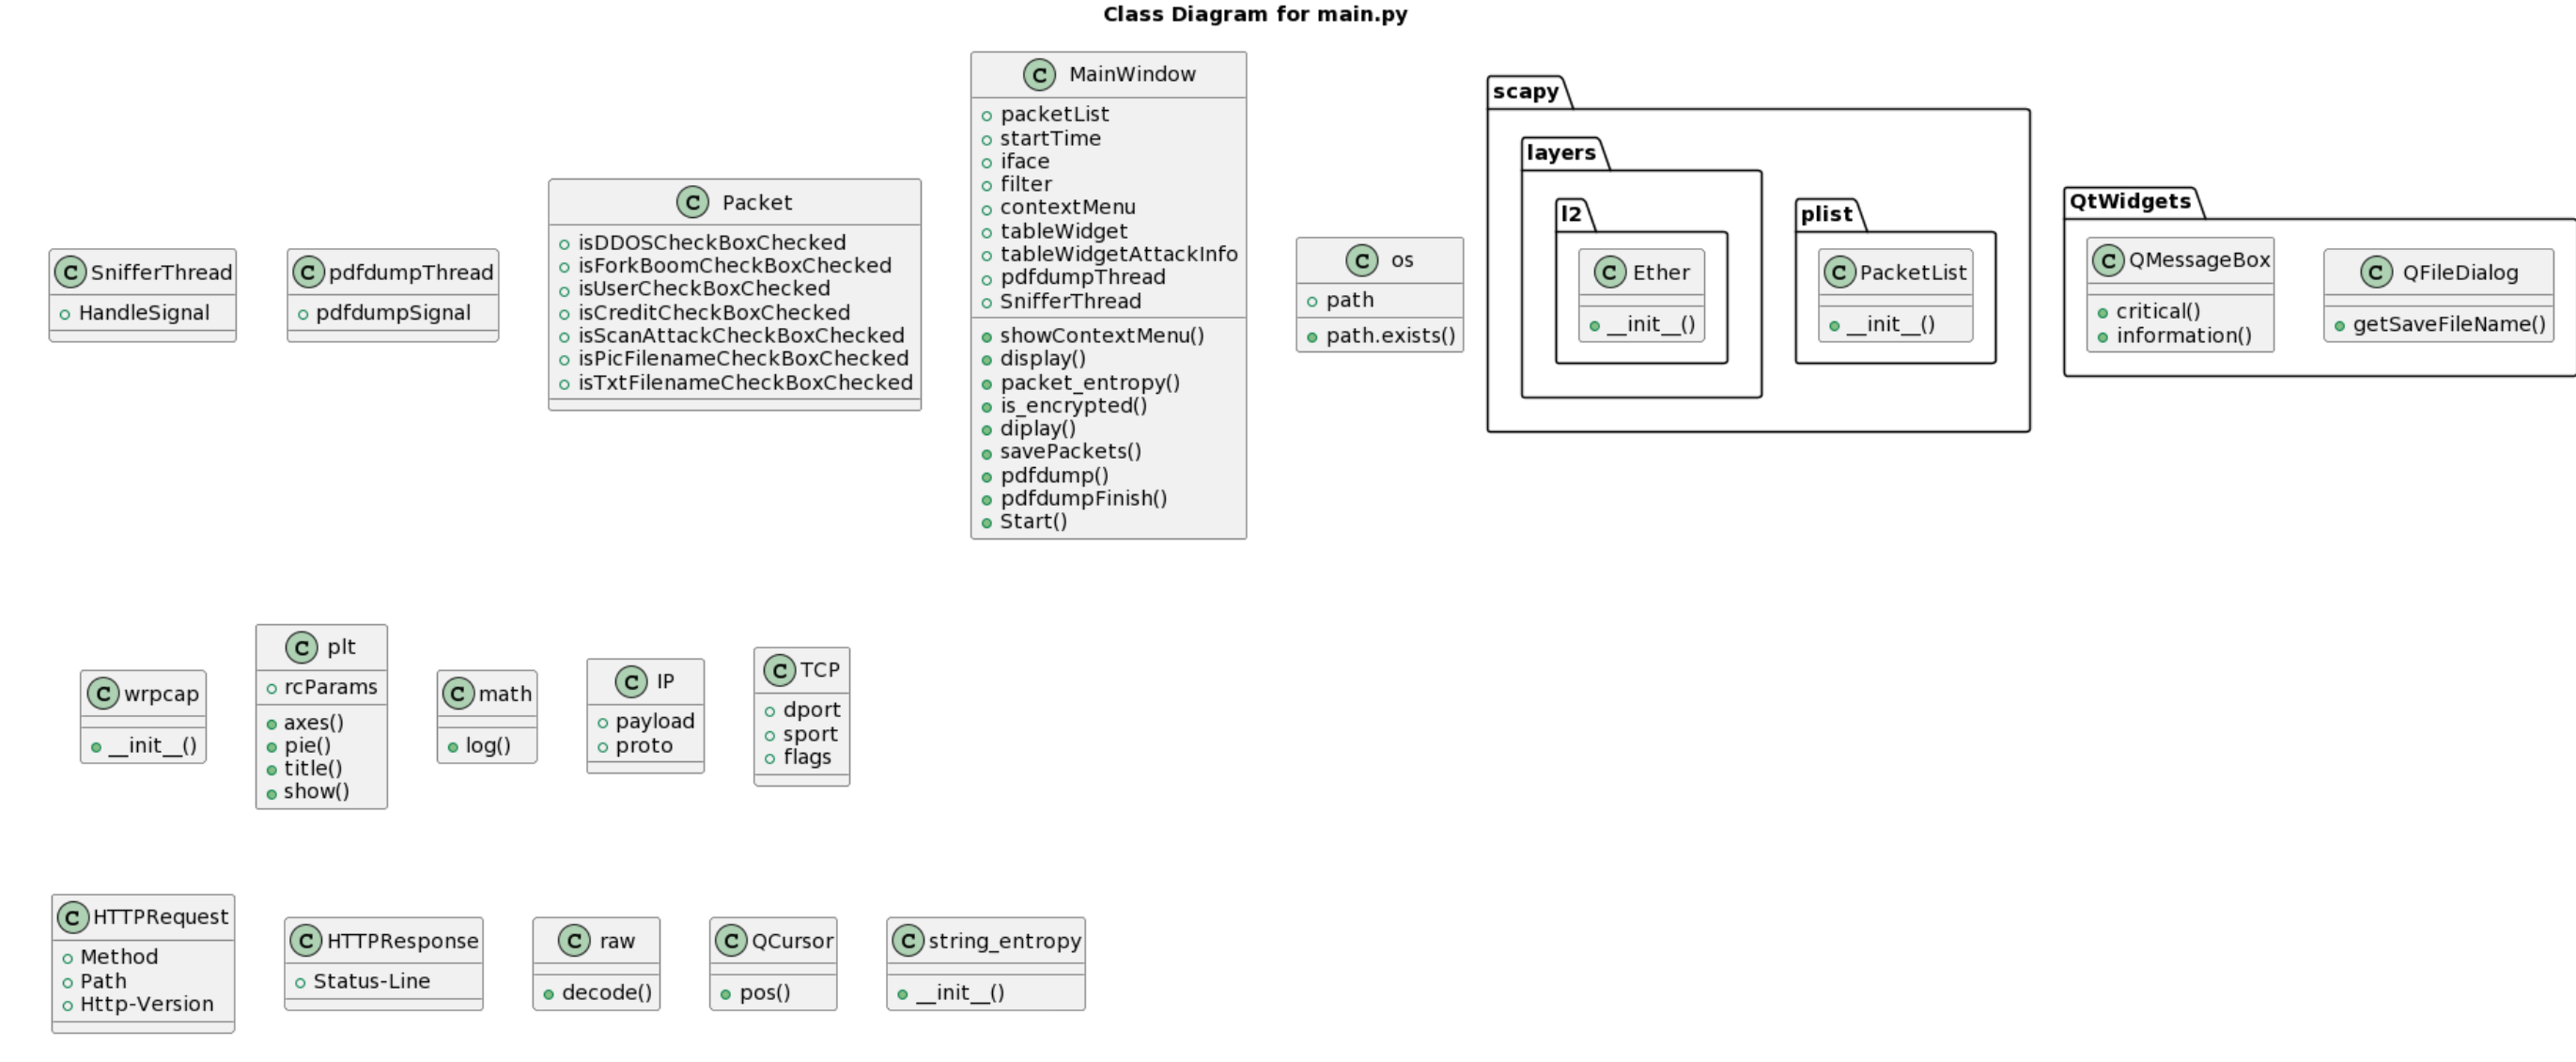 Class Diagram for main.py
C SnifferThread
HandleSignal
C pdfdumpThread
pdfdumpSignal
C Packet
isDDOSCheckBoxChecked
isForkBoomCheckBoxChecked
isUserCheckBoxChecked
isCreditCheckBoxChecked
isScanAttackCheckBoxChecked
isPicFilenameCheckBoxChecked
isTxtFilenameCheckBoxChecked
C MainWindow
packetList
startTime
iface
filter
contextMenu
tableWidget
tableWidgetAttackInfo
pdfdumpThread
SnifferThread
showContextMenu()
display()
packet_entropy()
is_encrypted()
diplay()
savePackets()
pdfdump()
pdfdumpFinish()
Start()
C os
path
path.exists()
scapy
layers
l2
C Ether
__init__()
plist
C PacketList
__init__()
QtWidgets
C QMessageBox
critical()
information()
C QFileDialog
getSaveFileName()
C wrpcap
__init__()
C plt
rcParams
axes()
pie()
title()
show()
C math
log()
C IP
payload
proto
C TCP
dport
sport
flags
C HTTPRequest
Method
Path
Http-Version
C HTTPResponse
Status-Line
C raw
decode()
C QCursor
pos()
C string_entropy
__init__()